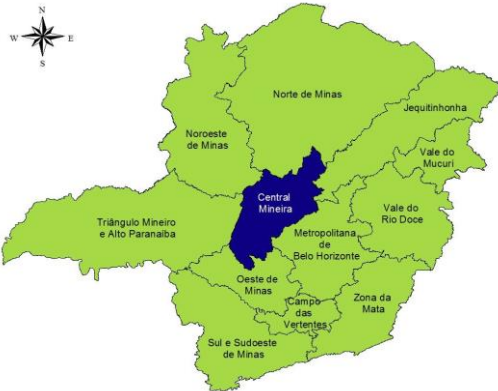 N
W E
S
Norte de Minas
Jequitinhonha
Noroeste
de Minas
Vale do
Mucuri
Central
Mineira
Vale do
Rio Doce
Triângulo Mineiro
e Alto Paranaiba
Metropolitana
de
Belo Horizonte
Oeste de
Minas
Campo
das
Vertentes
Zona da
Mata
Sul e Sudoeste
de Minas